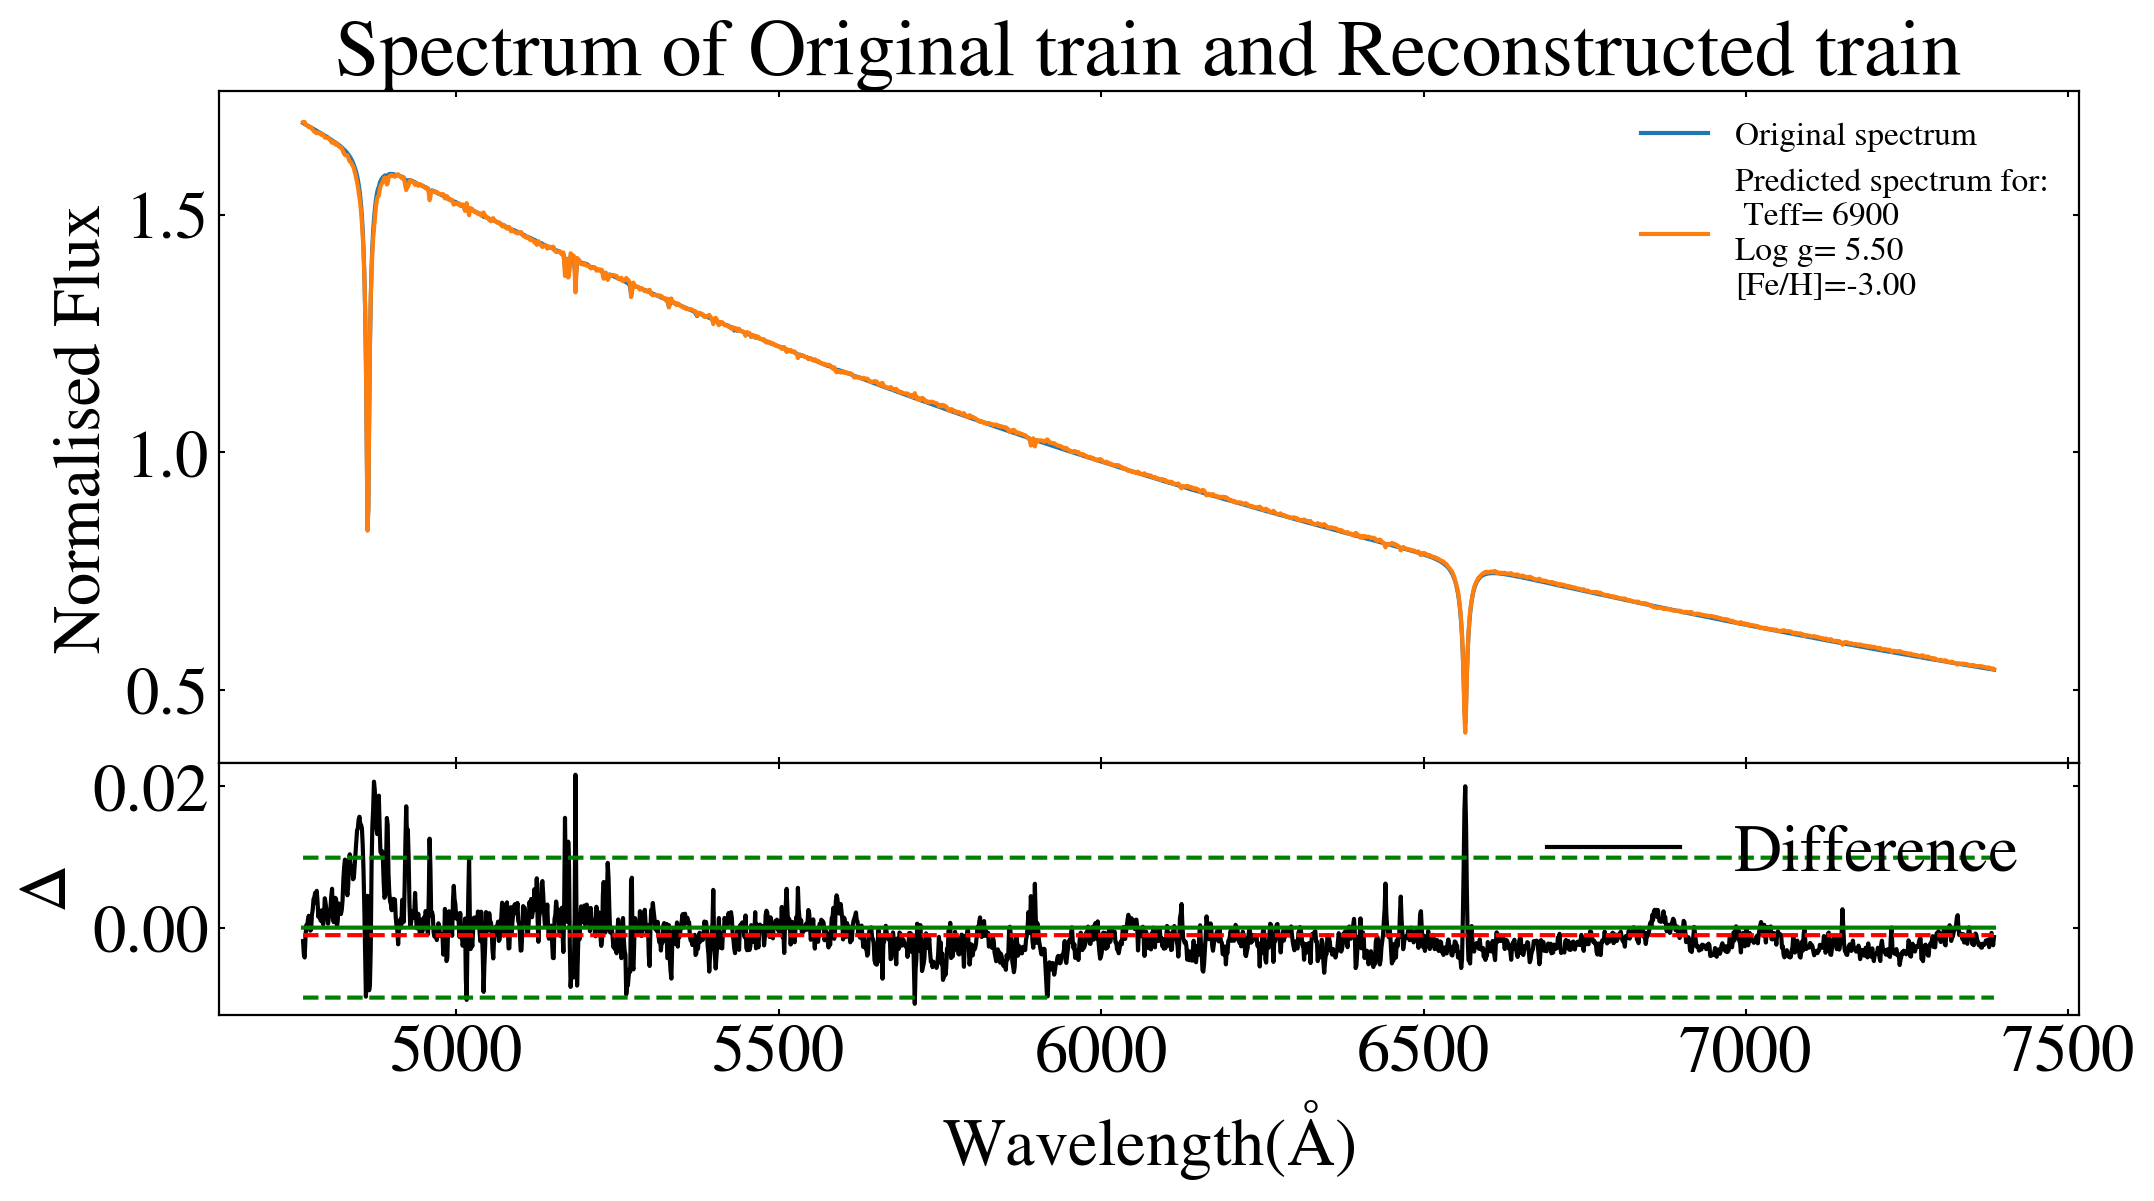 Spectrum of Original train and Reconstructed train
Normalised Flux
1.5
1.0
0.5
Original spectrum
Predicted spectrum for:
Teff= 6900
Log g= 5.50
[Fe/H]=-3.00
Δ
0.02
0.00
Difference
5000 5500 6000 6500 7000 7500
Wavelength(Å)